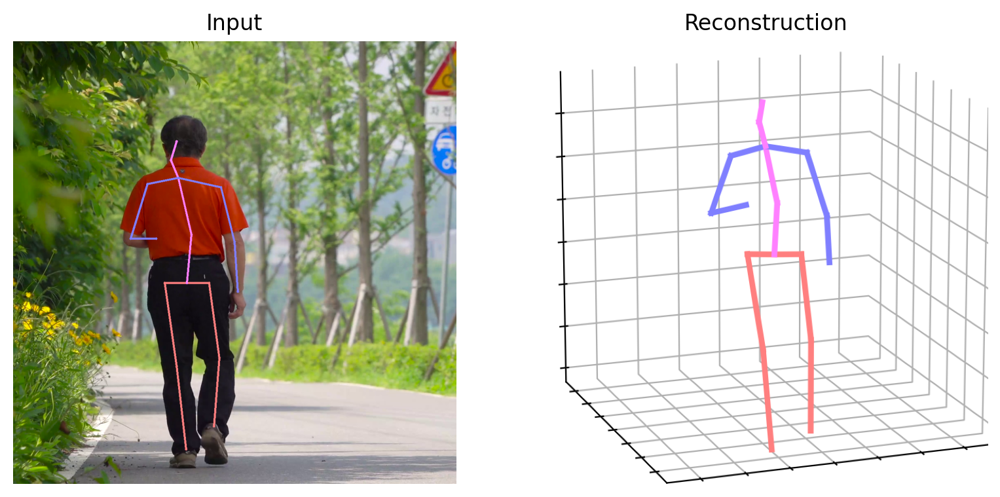 Input
Reconstruction
자 전